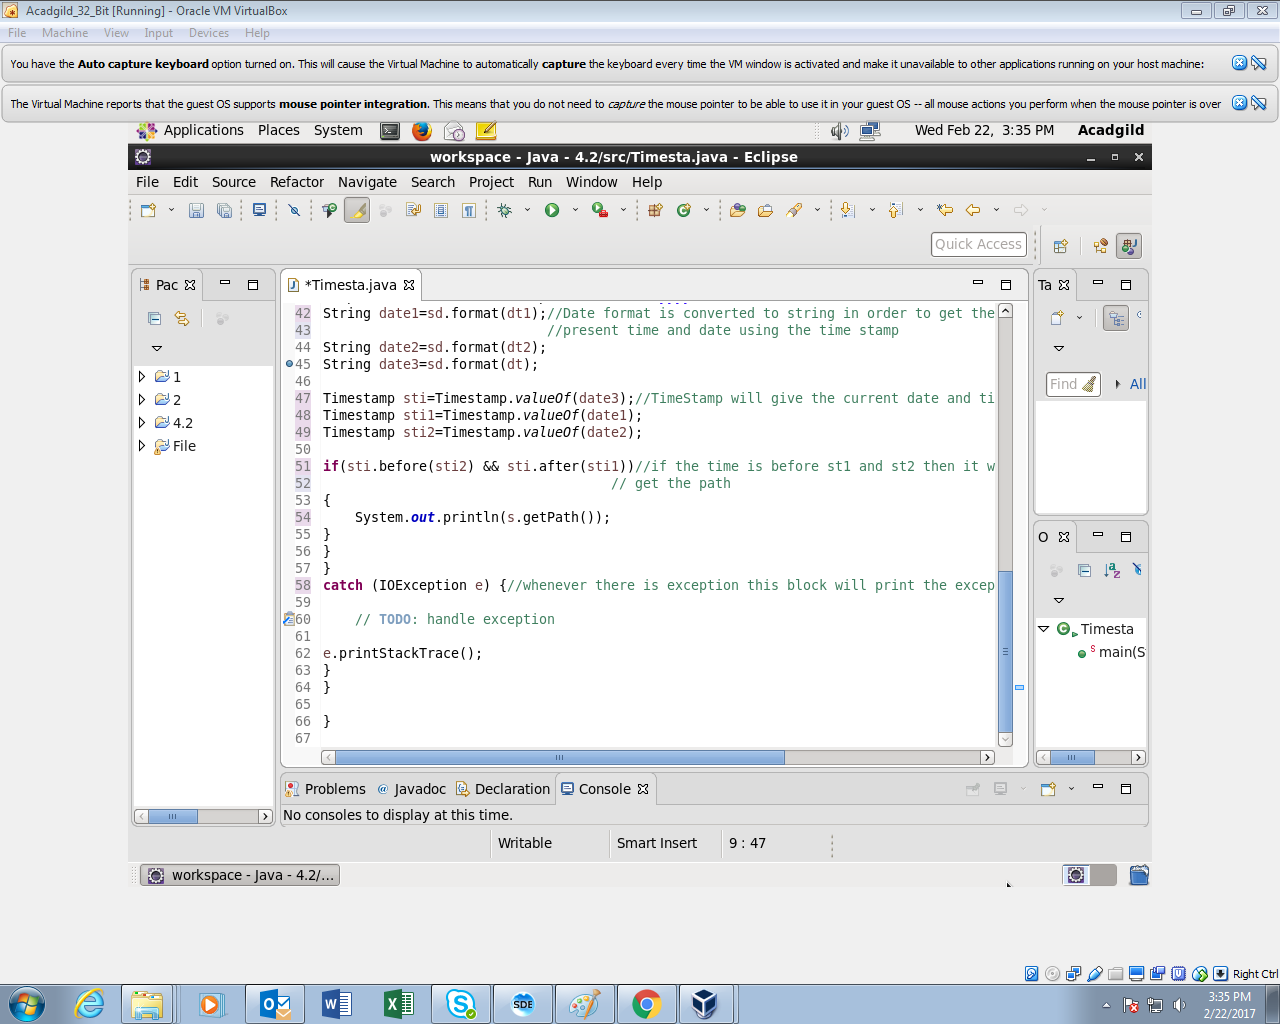 Acadgild_32_Bit [Running] - Oracle VM VirtualBox
File Machine View Input Devices Help
You have the Auto capture keyboard option turned on. This will cause the Virtual Machine to automatically capture the keyboard every time the VM window is activated and make it unavailable to other applications running on your host machine:
The Virtual Machine reports that the guest OS supports mouse pointer integration. This means that you do not need to capture the mouse pointer to be able to use it in your guest OS -- all mouse actions you perform when the mouse pointer is over
Applications Places System Wed Feb 22, 3:35 PM Acadgild
workspace - Java - 4.2/src/Timesta.java - Eclipse
File Edit Source Refactor Navigate Search Project Run Window Help
Quick Access
Pac *Timesta.java Ta
42 String date1=sd.format(dt1);//Date format is converted to string in order to get the
43 //present time and date using the time stamp
44 String date2=sd.format(dt2);
45 String date3=sd.format(dt);
46
47 Timestamp sti=Timestamp.valueOf(date3);//TimeStamp will give the current date and ti
48 Timestamp sti1=Timestamp.valueOf(date1);
49 Timestamp sti2=Timestamp.valueOf(date2);
50
51 if(sti.before(sti2) && sti.after(sti1))//if the time is before st1 and st2 then it w
52 // get the path
53 {
54 System.out.println(s.getPath());
55 }
56 }
57 }
58 catch (IOException e) {//whenever there is exception this block will print the excep
59
60 // TODO: handle exception
61
62 e.printStackTrace();
63 }
64 }
65
66 }
67
1
2
4.2
File
Find All
O
Timesta
main(S
Problems @ Javadoc Declaration Console
No consoles to display at this time.
Writable Smart Insert 9 : 47
workspace - Java - 4.2/...
Right Ctrl
SDE
3:35 PM
2/22/2017